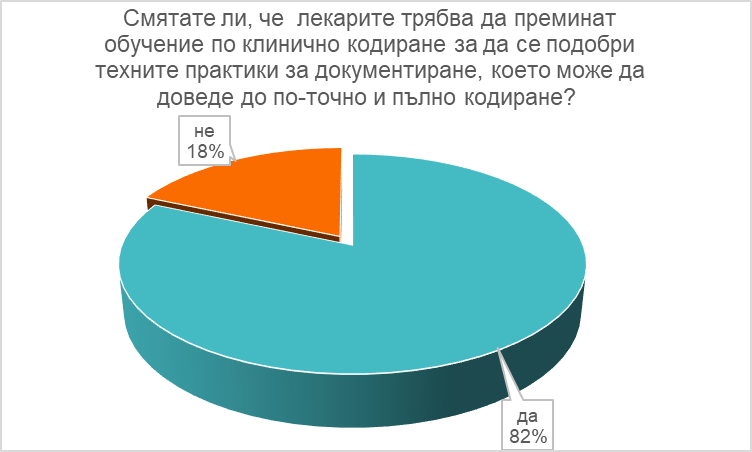 Смятате ли, че лекарите трябва да преминат
обучение по клинично кодиране за да се подобри
техните практики за документиране, което може да
доведе до по-точно и пълно кодиране?
не
18%
да
82%